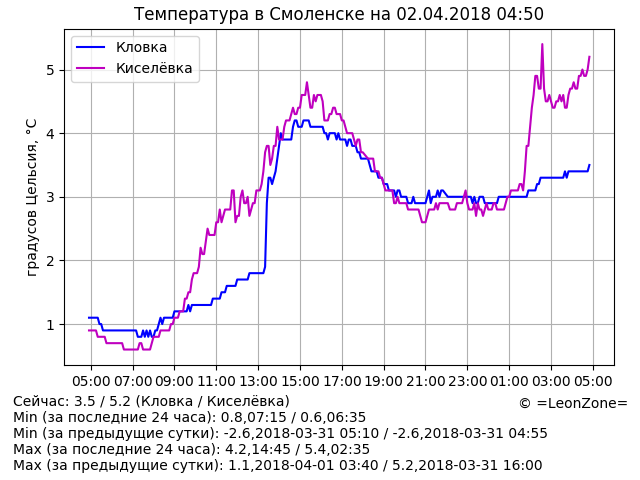 Температура в Смоленске на 02.04.2018 04:50
Кловка
Киселёвка
градусов Цельсия, °C
5
4
3
2
1
05:00 07:00 09:00 11:00 13:00 15:00 17:00 19:00 21:00 23:00 01:00 03:00 05:00
Сейчас: 3.5 / 5.2 (Кловка / Киселёвка)
© =LeonZone=
Min (за последние 24 часа): 0.8,07:15 / 0.6,06:35
Min (за предыдущие сутки): -2.6,2018-03-31 05:10 / -2.6,2018-03-31 04:55
Max (за последние 24 часа): 4.2,14:45 / 5.4,02:35
Max (за предыдущие сутки): 1.1,2018-04-01 03:40 / 5.2,2018-03-31 16:00